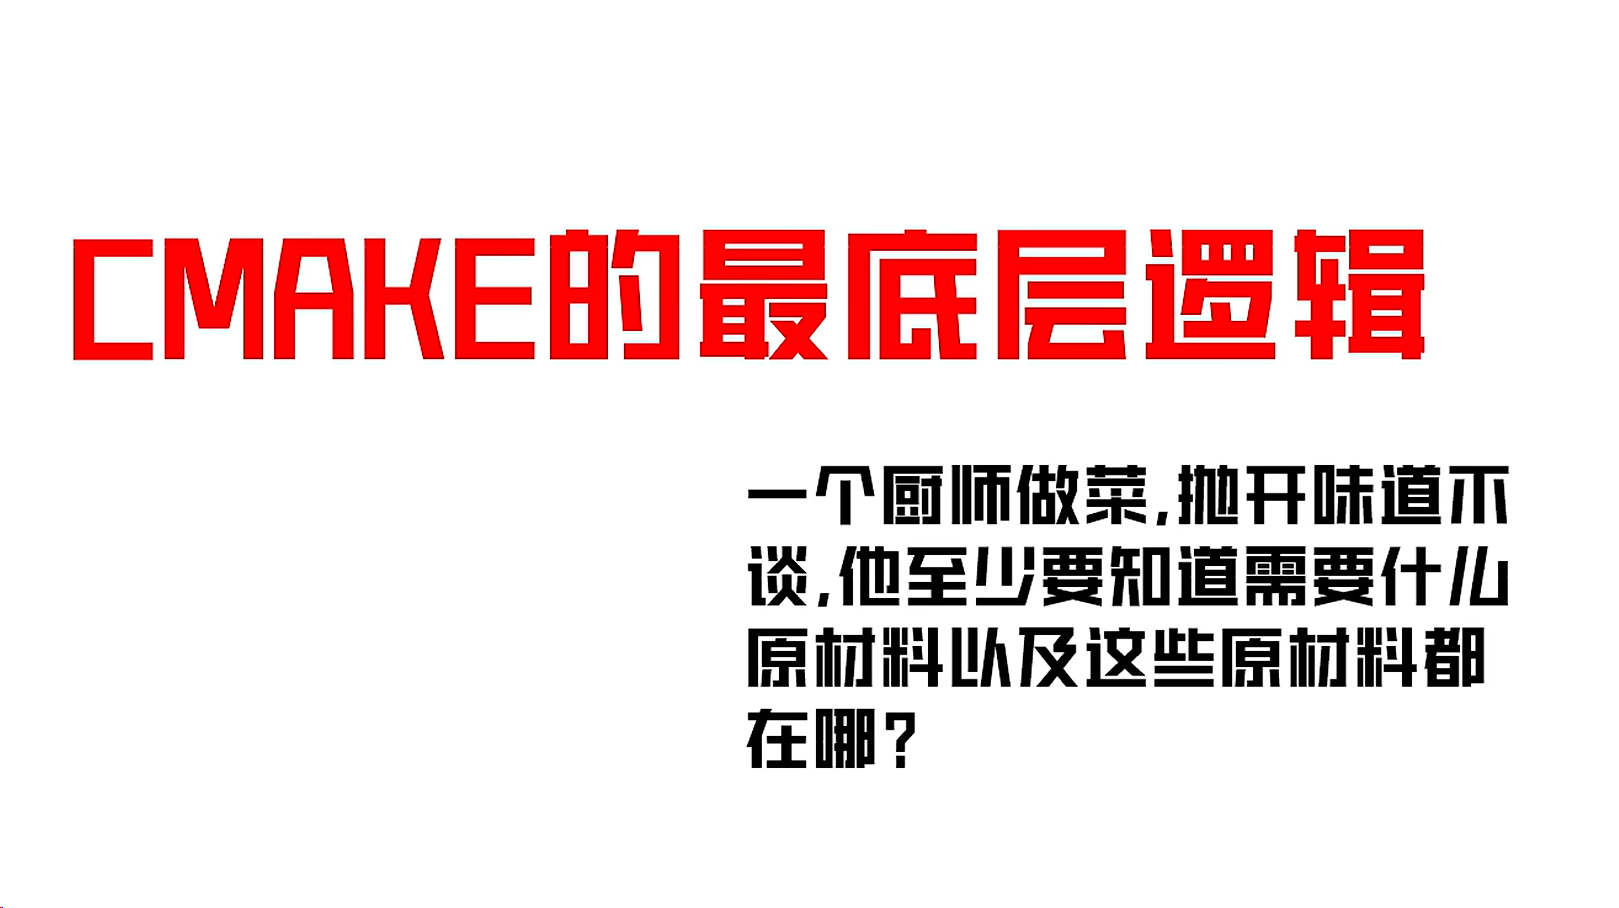 CMAKE的最底层逻辑
一个厨师做菜,抛开味道不
谈,他至少要知道需要什么
原材料以及这些原材料都
在哪?